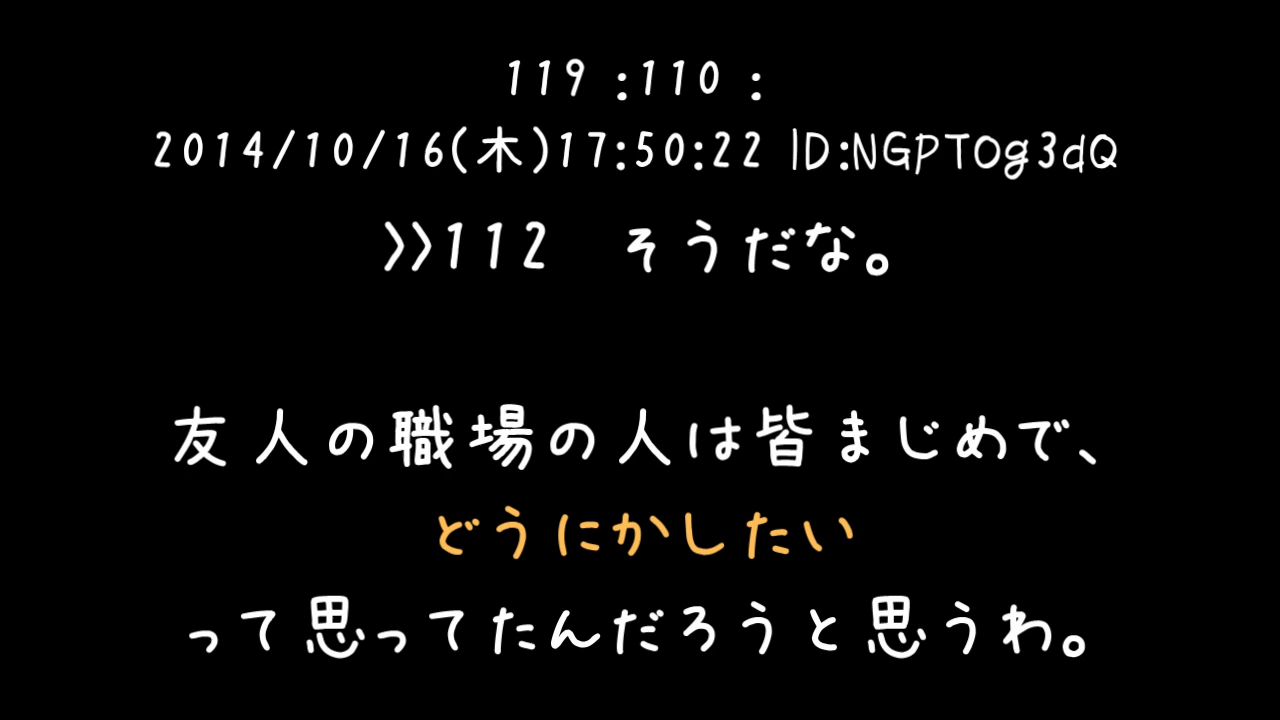 119 :110 :
2014/10/16(木)17:50:22 ID:NGPTOg3dQ
>>112　そうだな。
友人の職場の人は皆まじめで、
どうにかしたい
って思ってたんだろうと思うわ。